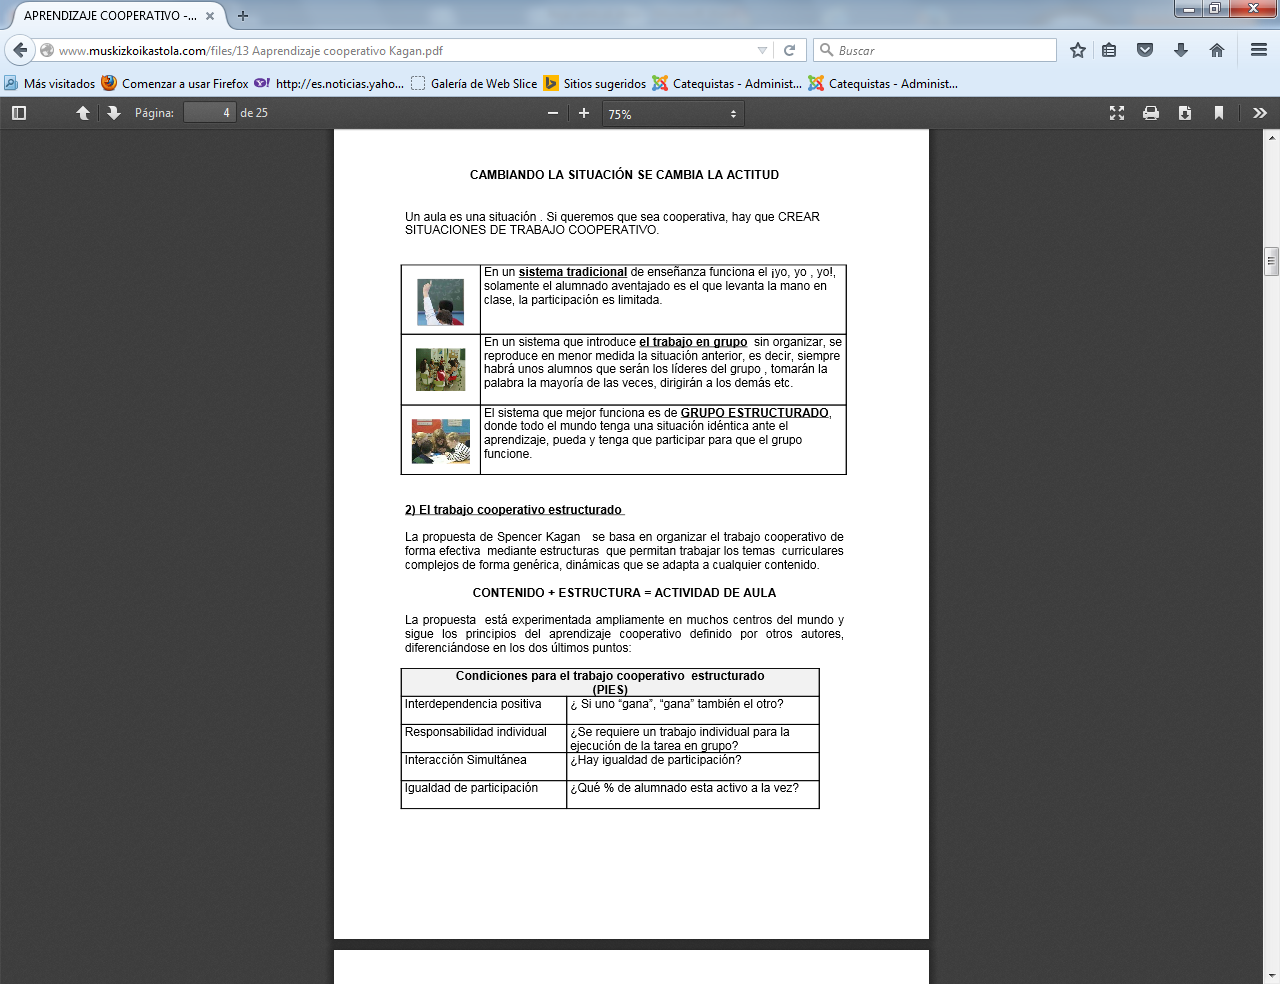 APRENDIZAJE COOPERATIVO -...
www.muskizkoikastola.com/files/13 Aaprendizaje cooperativo Kagan.pdf
Buscar
Más visitados Comenzar a usar Firefox http://es.noticias.yaho... Galería de Web Slice Sitios sugeridos Catequistas - Administ... Catequistas - Administ...
Página: 4 de 25 75%
CAMBIANDO LA SITUACIÓN SE CAMBIA LA ACTITUD
Un aula es una situación . Si queremos que sea cooperativa, hay que CREAR
SITUACIONES DE TRABAJO COOPERATIVO.
En un sistema tradicional de enseñanza funciona el ¡yo, yo , yo!,
solamente el alumnado aventajado es el que levanta la mano en
clase, la participación es limitada.
En un sistema que introduce el trabajo en grupo sin organizar, se
reproduce en menor medida la situación anterior, es decir, siempre
habrá unos alumnos que serán los líderes del grupo , tomarán la
palabra la mayoría de las veces, dirigirán a los demás etc.
El sistema que mejor funciona es de GRUPO ESTRUCTURADO,
donde todo el mundo tenga una situación idéntica ante el
aprendizaje, pueda y tenga que participar para que el grupo
funcione.
2) El trabajo cooperativo estructurado
La propuesta de Spencer Kagan se basa en organizar el trabajo cooperativo de
forma efectiva mediante estructuras que permitan trabajar los temas curriculares
complejos de forma genérica, dinámicas que se adapta a cualquier contenido.
CONTENIDO + ESTRUCTURA = ACTIVIDAD DE AULA
La propuesta está experimentada ampliamente en muchos centros del mundo y
sigue los principios del aprendizaje cooperativo definido por otros autores,
diferenciándose en los dos últimos puntos:
Condiciones para el trabajo cooperativo estructurado
(PIES)
Interdependencia positiva ¿ Si uno “gana”, “gana” también el otro?
Responsabilidad individual ¿Se requiere un trabajo individual para la
ejecución de la tarea en grupo?
Interacción Simultánea ¿Hay igualdad de participación?
Igualdad de participación ¿Qué % de alumnado esta activo a la vez?